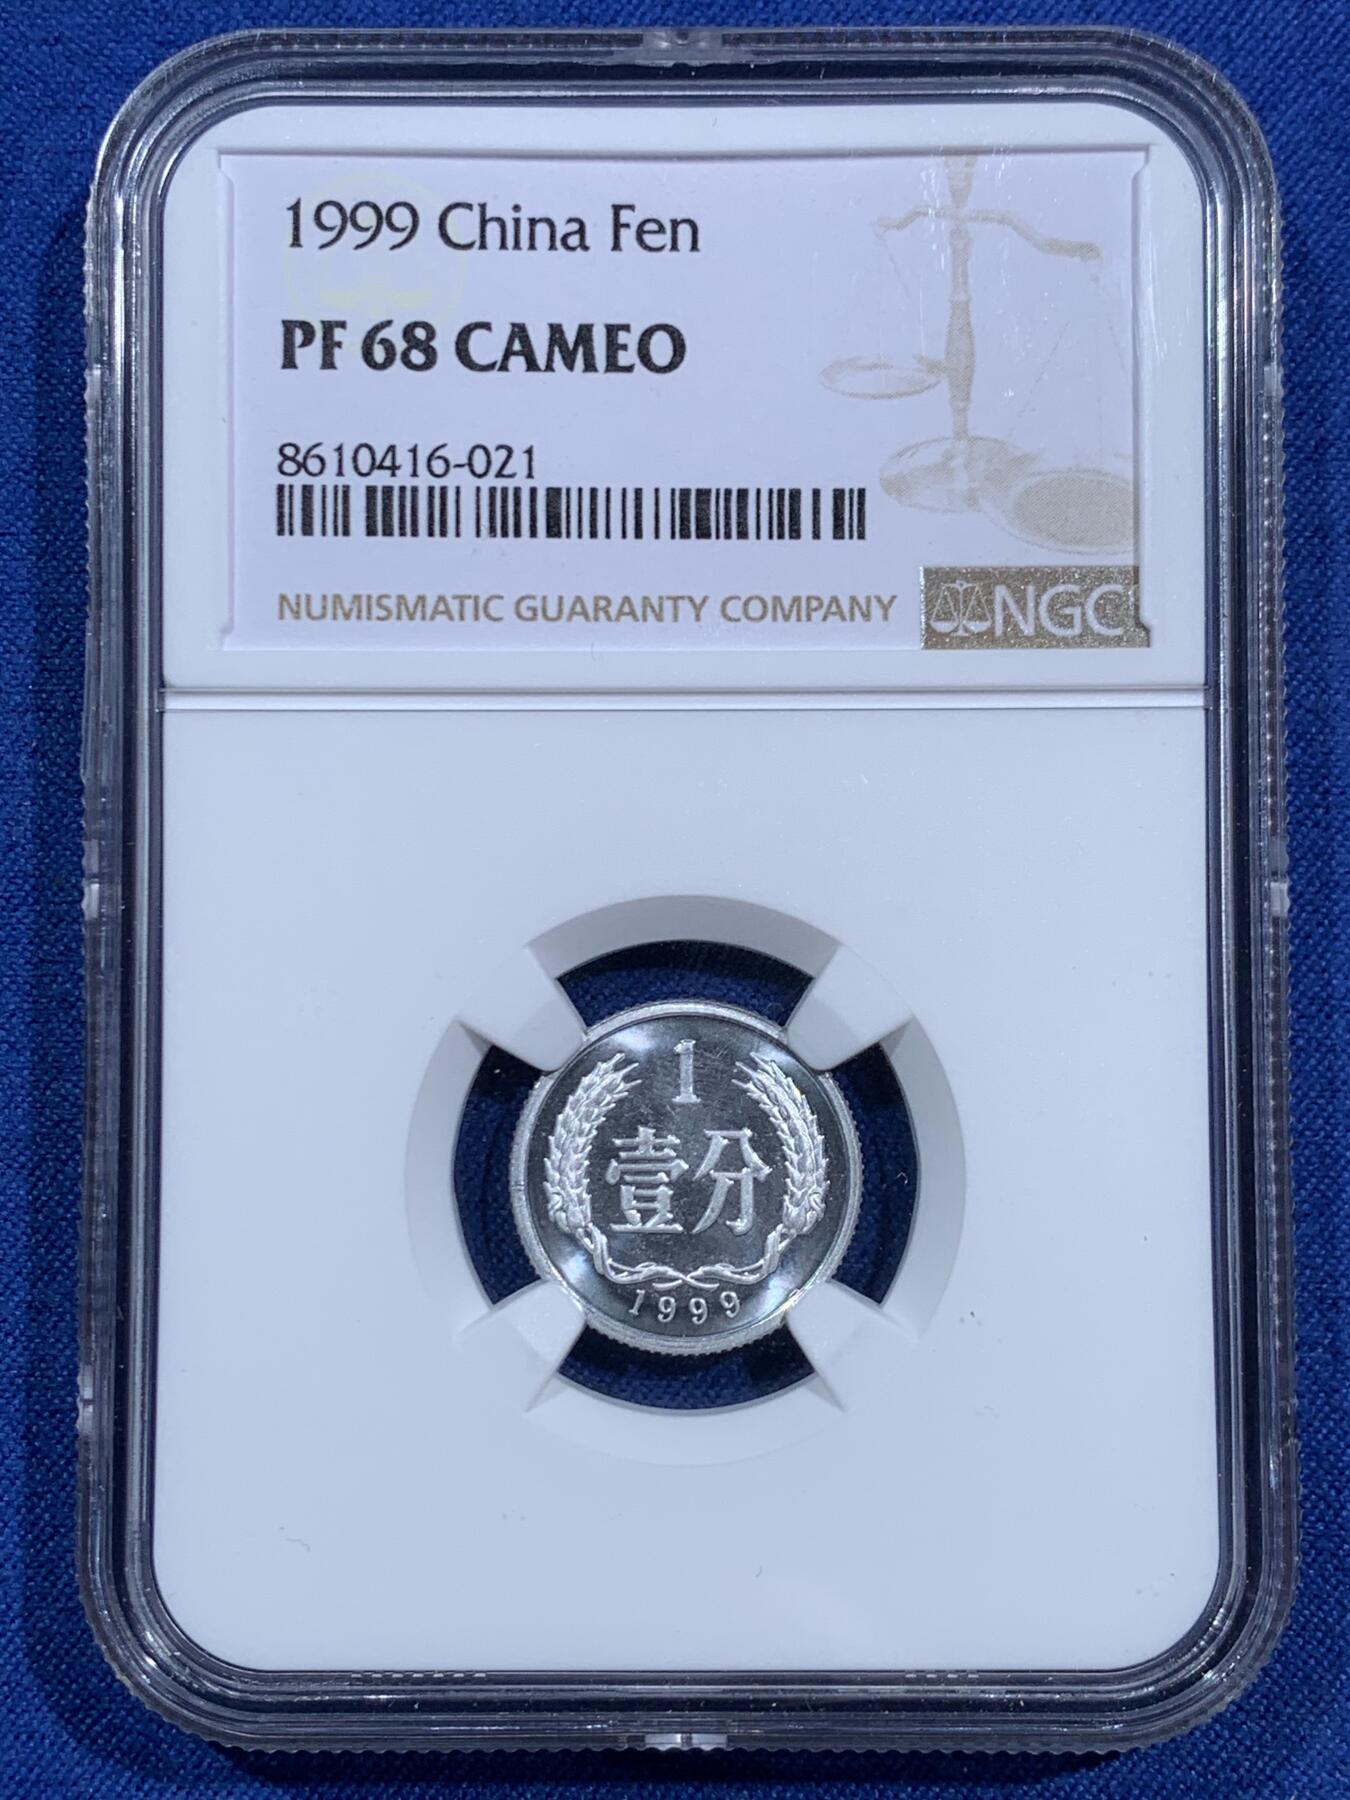 1999 China Fen
PF 68 CAMEO
8610416-021
NUMISMATIC GUARANTY COMPANY
NGC
1
壹分
1999